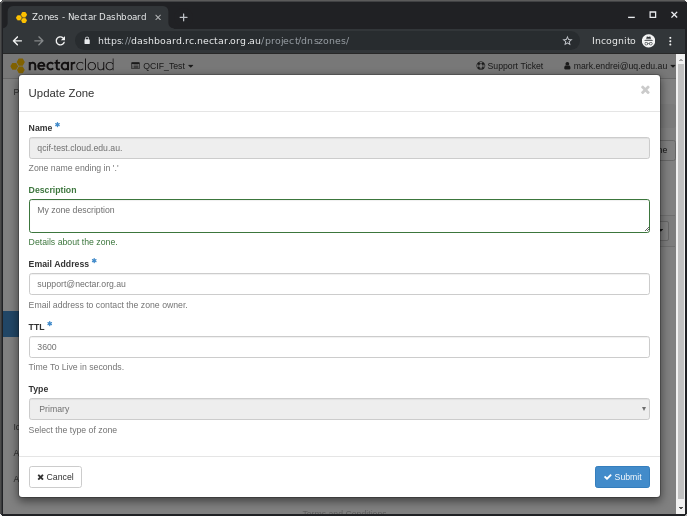 Zones - Nectar Dashboard
https://dashboard.rc.nectar.org.au/project/dnszones/
Incognito
nectarcloud
QCIF_Test
Support Ticket
mark.endrei@uq.edu.au
Update Zone
Name *
qcif-test.cloud.edu.au.
Zone name ending in '.'
Description
My zone description
Details about the zone.
Email Address *
support@nectar.org.au
Email address to contact the zone owner.
TTL *
3600
Time To Live in seconds.
Type
Primary
Select the type of zone
Cancel
Submit
Terms and Conditions